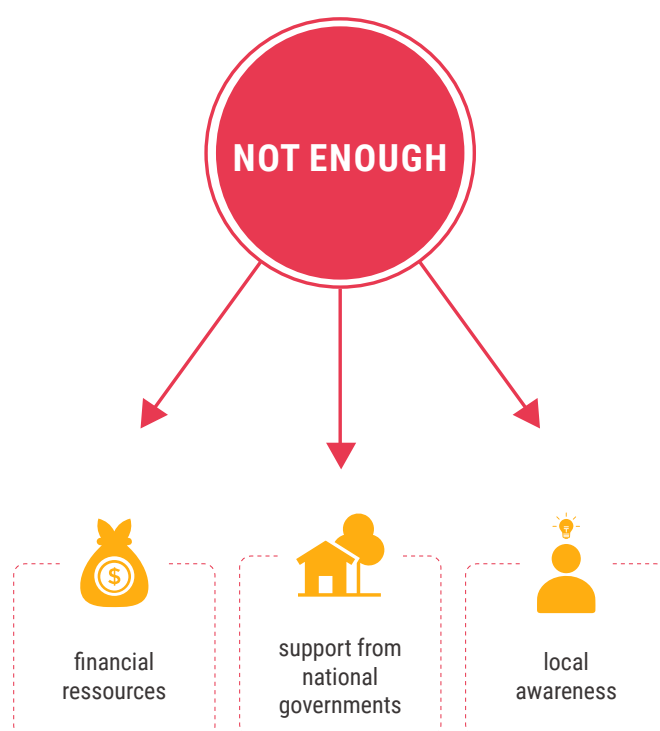 NOT ENOUGH
$
financial
ressources
support from
national
governments
local
awareness